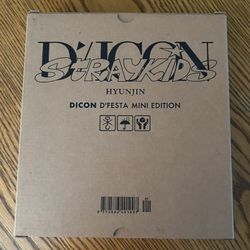 D'ICON
STRAYKIDS
HYUNJIN
DICON D'FESTA MINI EDITION